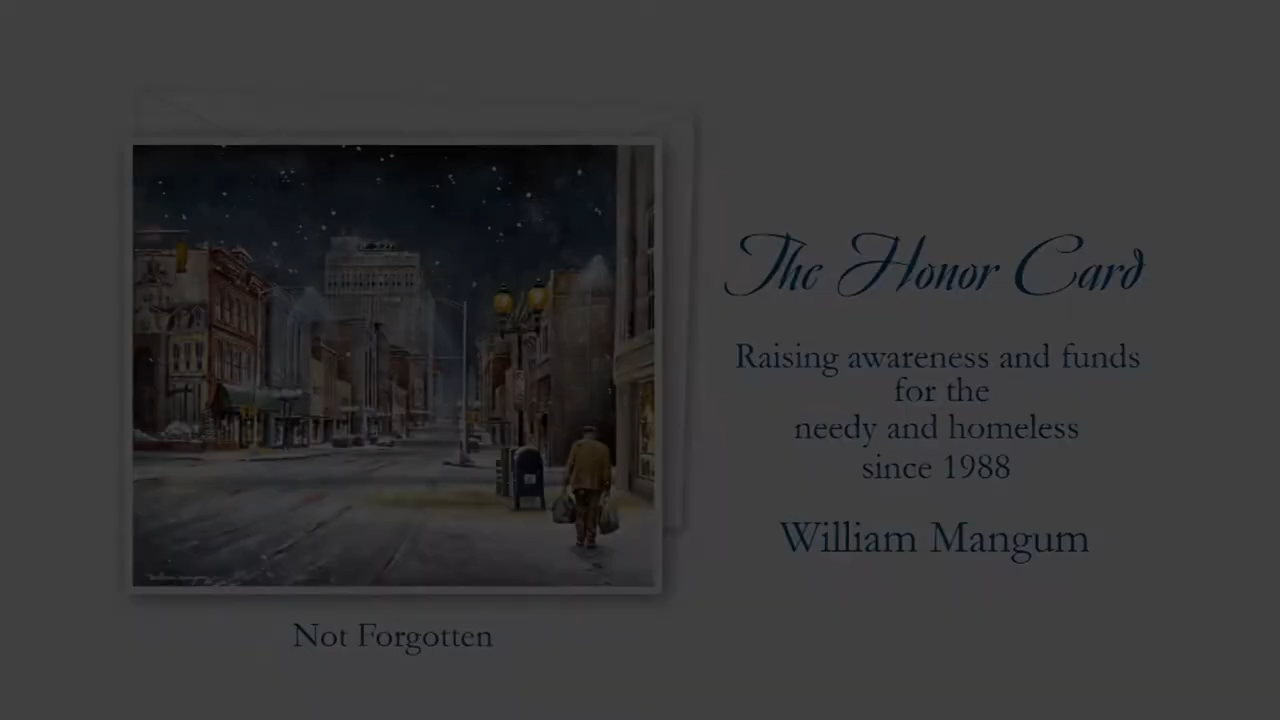 The Honor Card
Raising awareness and funds
for the
needy and homeless
since 1988
William Mangum
Not Forgotten